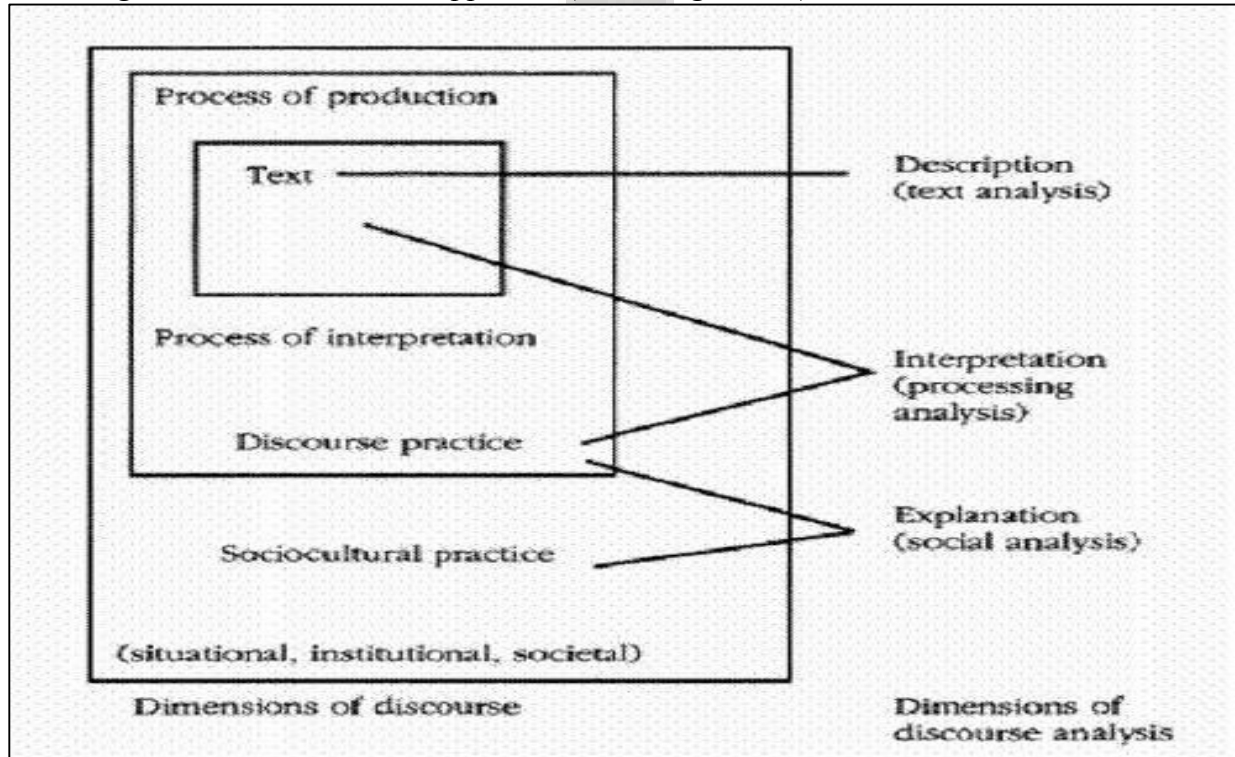 Process of production
Text
Description
(text analysis)
Process of interpretation
Interpretation
(processing
analysis)
Discourse practice
Explanation
(social analysis)
Sociocultural practice
(situational, institutional, societal)
Dimensions of discourse
Dimensions of
discourse analysis